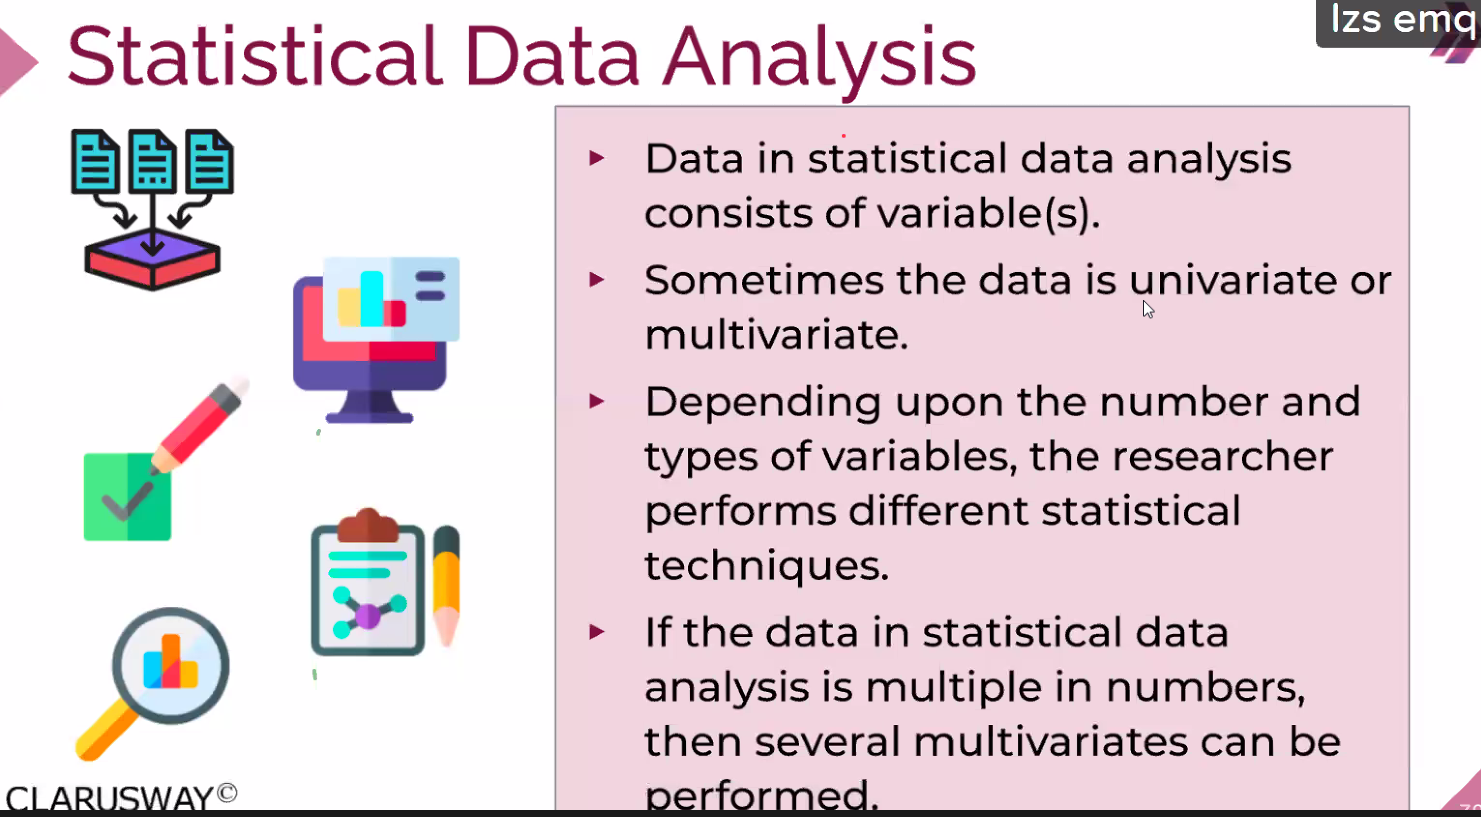 Statistical Data Analysis
lzs emq
Data in statistical data analysis
consists of variable(s).
Sometimes the data is univariate or
multivariate.
Depending upon the number and
types of variables, the researcher
performs different statistical
techniques.
If the data in statistical data
analysis is multiple in numbers,
then several multivariates can be
performed.
CLARUSWAY©